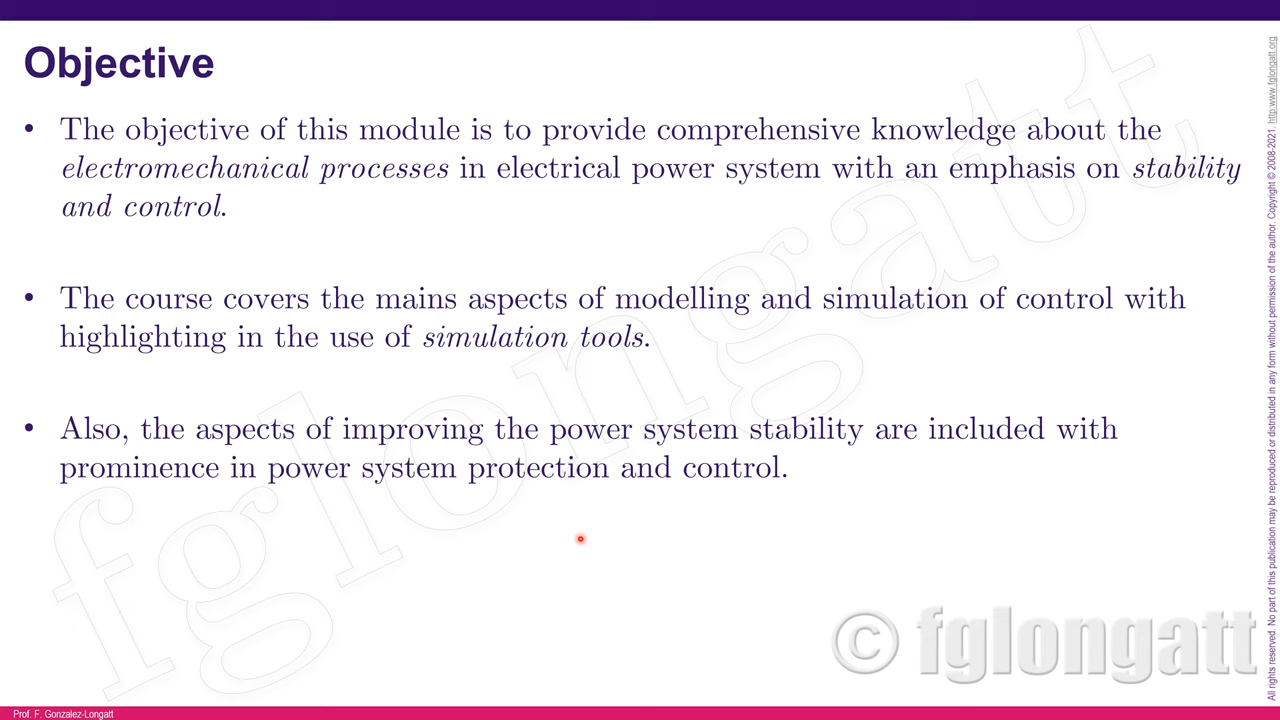 Objective
• The objective of this module is to provide comprehensive knowledge about the
electromechanical processes in electrical power system with an emphasis on stability
and control.
• The course covers the mains aspects of modelling and simulation of control with
highlighting in the use of simulation tools.
• Also, the aspects of improving the power system stability are included with
prominence in power system protection and control.
fglongatt
© fglongatt
Prof. F. Gonzalez-Longatt
All rights reserved. No part of this publication may be reproduced or distributed in any form without permission of the author. Copyright © 2008-2021. http:www.fglongatt.org